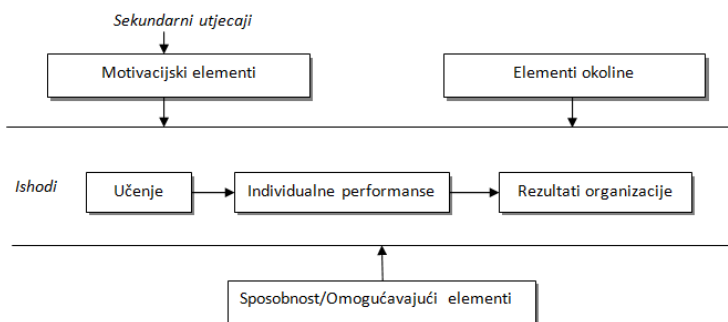 Sekundarni utjecaji
Motivacijski elementi
Elementi okoline
Ishodi
Učenje
Individualne performanse
Rezultati organizacije
Sposobnost/Omogućavajući elementi